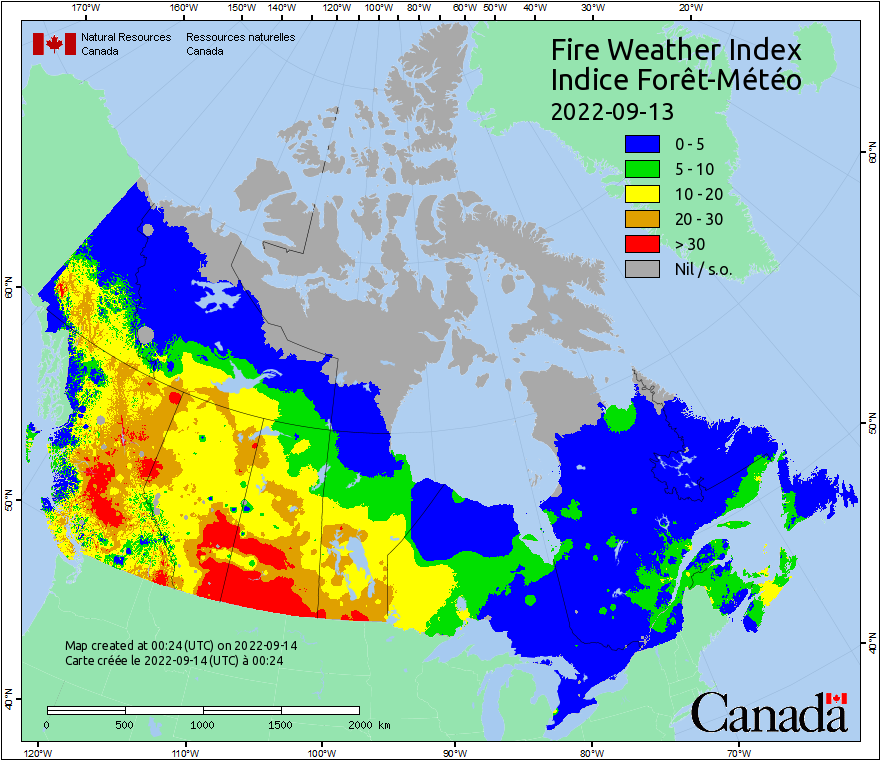 170°W 160°W 150°W 140°W 130°W 120°W 110°W 100°W 90°W 80°W 60°W 50°W 40°W 30°W 20°W
Natural Resources Ressources naturelles
Canada Canada
Fire Weather Index
Indice Forêt-Météo
2022-09-13
0 - 5
5 - 10
10 - 20
20 - 30
> 30
Nil / s.o.
60°N
60°N
50°N
50°N
40°N
40°N
Map created at 00:24 (UTC) on 2022-09-14
Carte créée le 2022-09-14 (UTC) à 00:24
0 500 1000 1500 2000 km
Canada
120°W 110°W 100°W 90°W 80°W 70°W